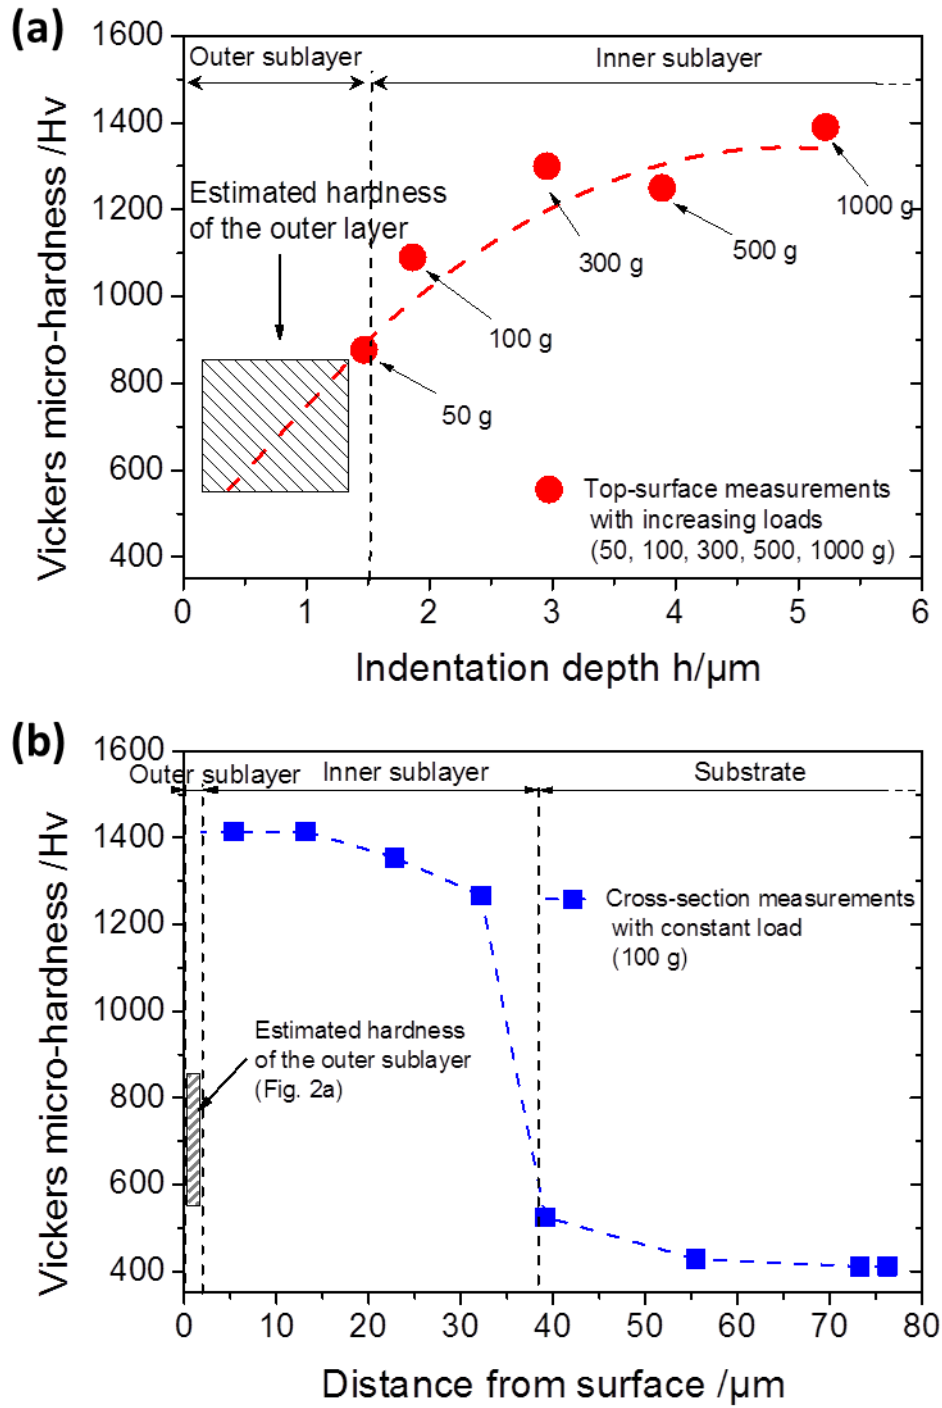 (a)
1600
1400
1200
1000
800
600
400
Vickers micro-hardness /Hv
Outer sublayer
Inner sublayer
Estimated hardness
of the outer layer
1000 g
500 g
300 g
100 g
50 g
Top-surface measurements
with increasing loads
(50, 100, 300, 500, 1000 g)
0 1 2 3 4 5 6
Indentation depth h/µm
(b)
1600
1400
1200
1000
800
600
400
Vickers micro-hardness /Hv
Outer sublayer
Inner sublayer
Substrate
Cross-section measurements
with constant load
(100 g)
Estimated hardness
of the outer sublayer
(Fig. 2a)
0 10 20 30 40 50 60 70 80
Distance from surface /µm